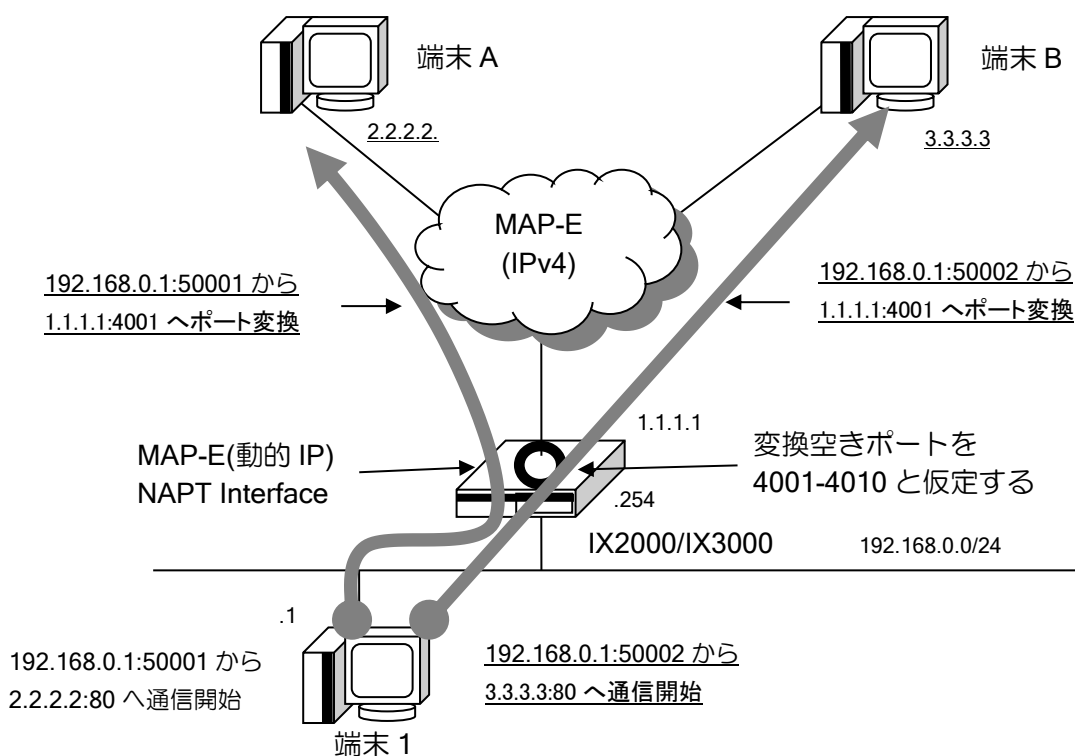 端末 A
端末 B
2.2.2.2.
3.3.3.3
MAP-E
(IPv4)
192.168.0.1:50001 から
1.1.1.1:4001 へポート変換
192.168.0.1:50002 から
1.1.1.1:4001 へポート変換
1.1.1.1
MAP-E(動的 IP)
NAPT Interface
変換空きポートを
4001-4010 と仮定する
.254
IX2000/IX3000
192.168.0.0/24
.1
192.168.0.1:50001 から
2.2.2.2:80 へ通信開始
192.168.0.1:50002 から
3.3.3.3:80 へ通信開始
端末 1